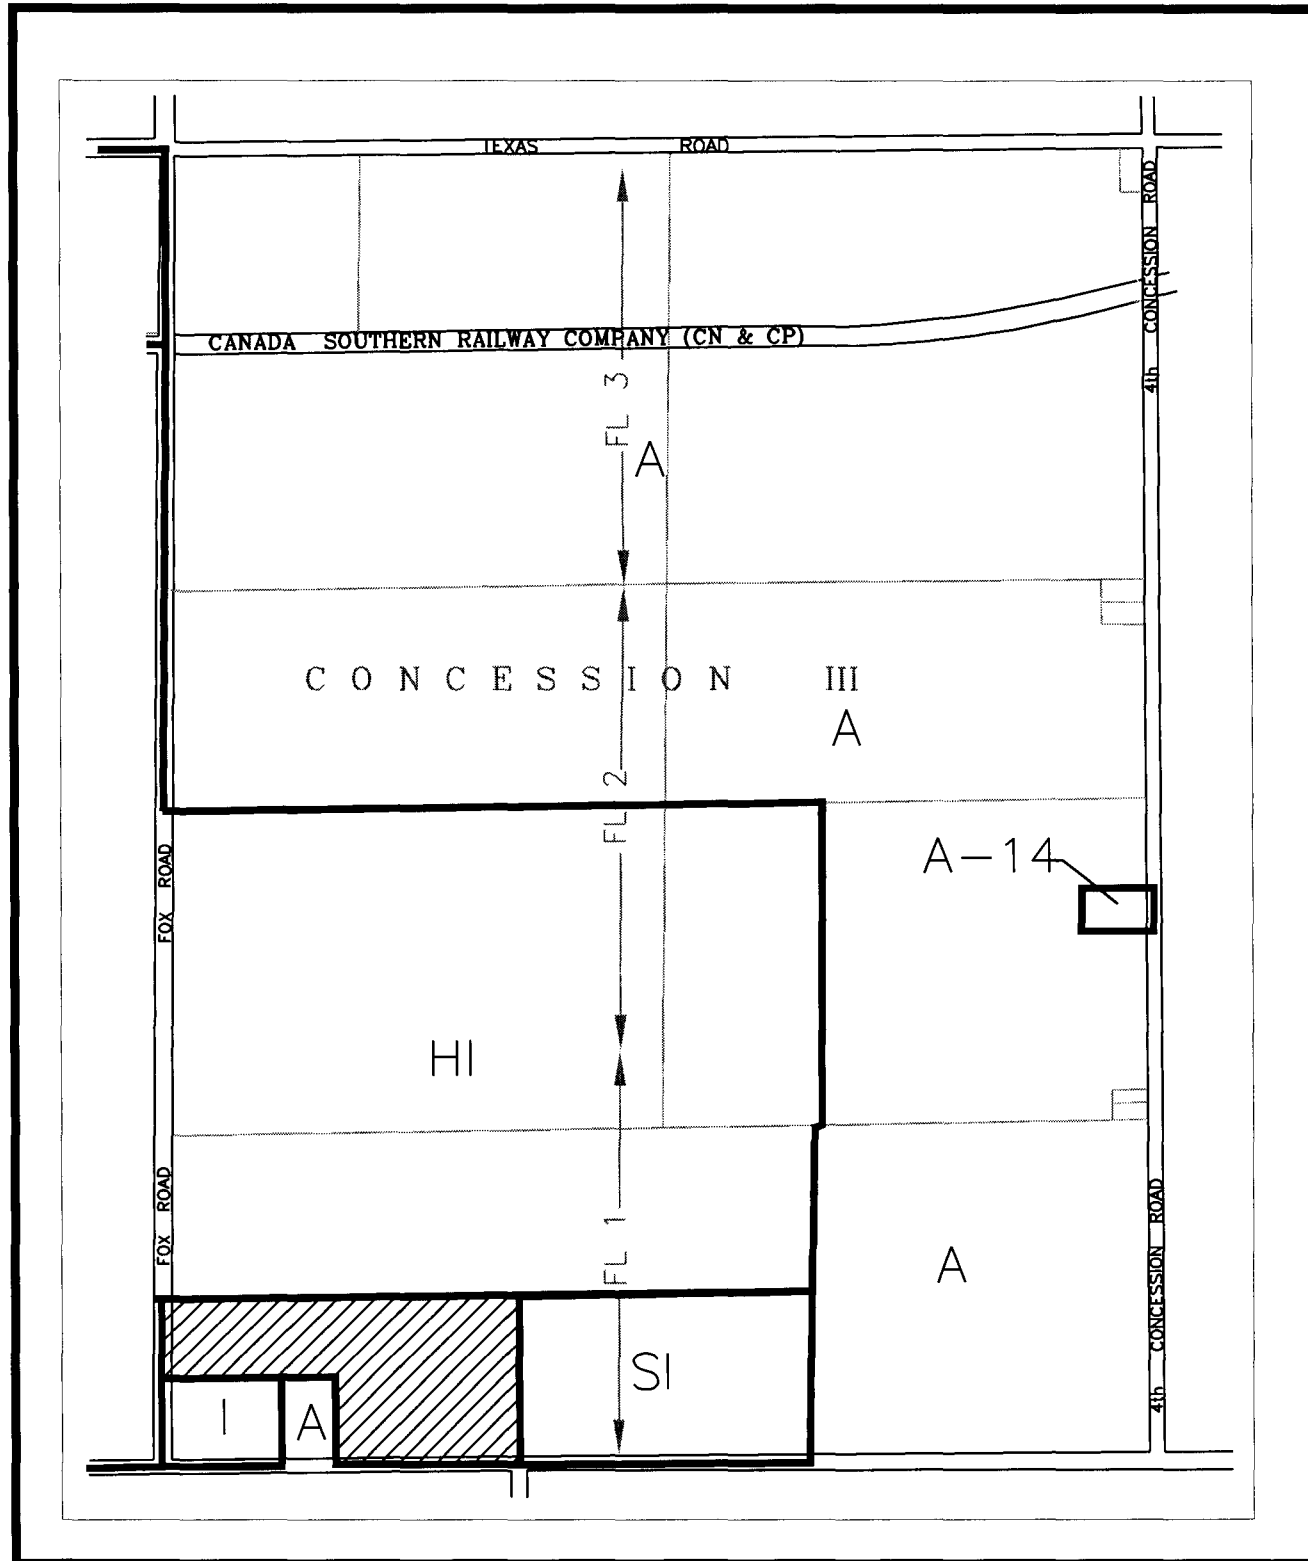 TEXAS ROAD
4th CONCESSION ROAD
CANADA SOUTHERN RAILWAY COMPANY (CN & CP)
FL 3
A
CONCESSION III
A
FL 2
A-14
FOX ROAD
HI
FOX ROAD
FL 1
A
4th CONCESSION ROAD
SI
I
A